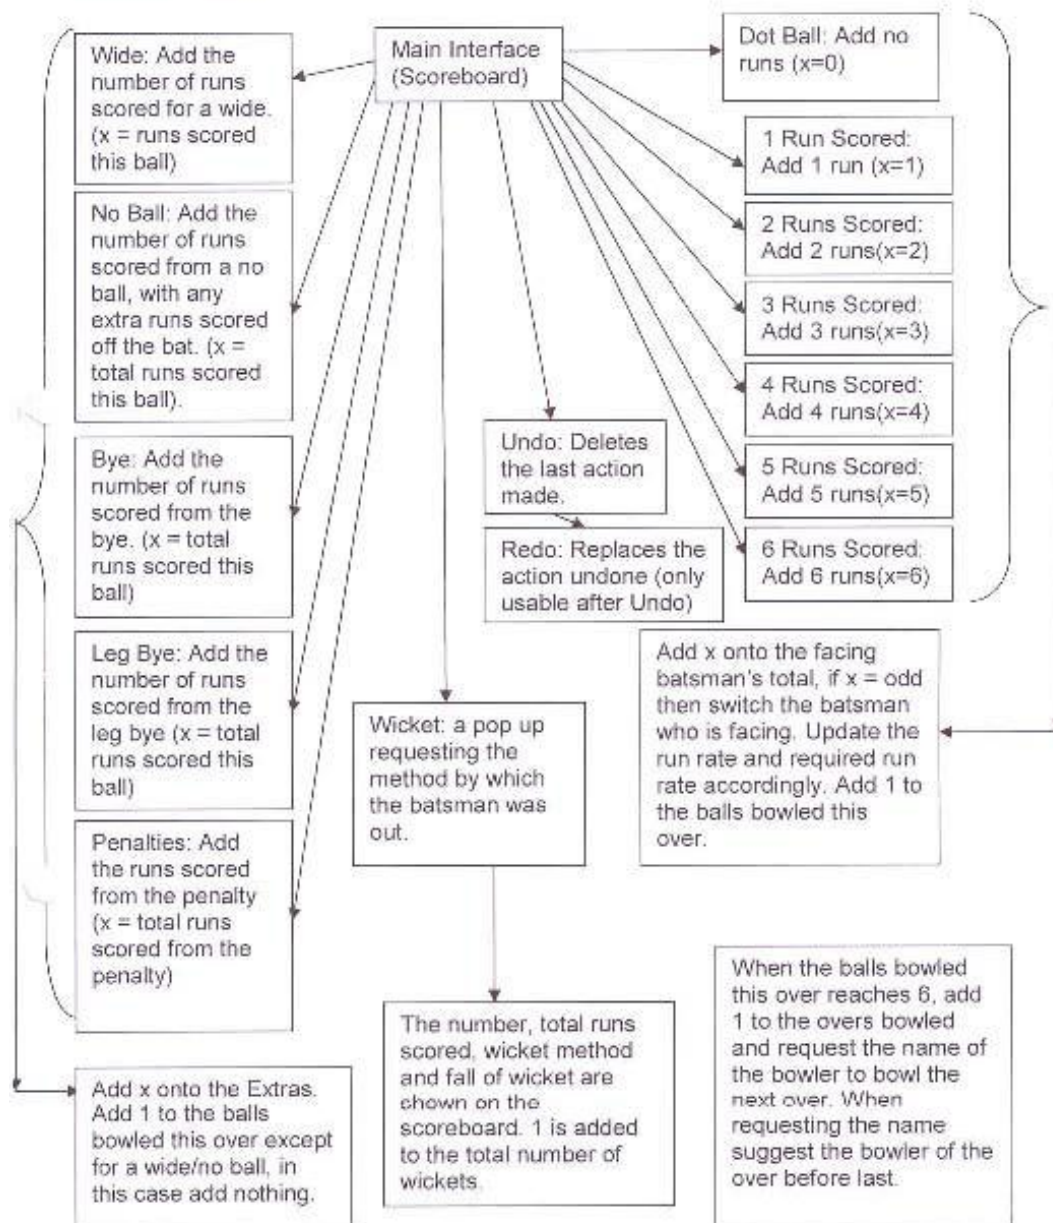 Main Interface
(Scoreboard)
Wide: Add the
number of runs
scored for a wide.
(x = runs scored
this ball)
No Ball: Add the
number of runs
scored from a no
ball, with any
extra runs scored
off the bat. (x =
total runs scored
this ball).
Bye: Add the
number of runs
scored from the
bye. (x = total
runs scored this
ball)
Leg Bye: Add the
number of runs
scored from the
leg bye (x = total
runs scored this
ball)
Penalties: Add
the runs scored
from the penalty
(x = total runs
scored from the
penalty)
Add x onto the Extras.
Add 1 to the balls
bowled this over except
for a wide/no ball, in
this case add nothing.
Undo: Deletes
the last action
made.
Redo: Replaces the
action undone (only
usable after Undo)
Wicket: a pop up
requesting the
method by which
the batsman was
out.
The number, total runs
scored, wicket method
and fall of wicket are
shown on the
scoreboard. 1 is added
to the total number of
wickets.
Dot Ball: Add no
runs (x=0)
1 Run Scored:
Add 1 run (x=1)
2 Runs Scored:
Add 2 runs(x=2)
3 Runs Scored:
Add 3 runs(x=3)
4 Runs Scored:
Add 4 runs(x=4)
5 Runs Scored:
Add 5 runs(x=5)
6 Runs Scored:
Add 6 runs(x=6)
Add x onto the facing
batsman's total, if x = odd
then switch the batsman
who is facing. Update the
run rate and required run
rate accordingly. Add 1 to
the balls bowled this
over.
When the balls bowled
this over reaches 6, add
1 to the overs bowled
and request the name of
the bowler to bowl the
next over. When
requesting the name
suggest the bowler of the
over before last.